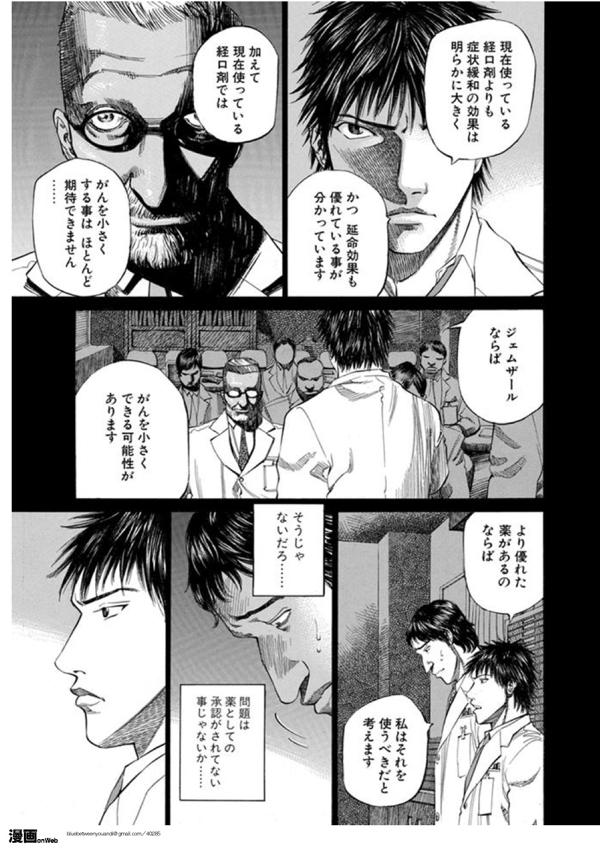 現在使っている
経口剤よりも
症状緩和の効果は
明らかに大きく
かつ 延命効果も
優れている事が
分かっています
加えて
現在使っている
経口剤では
がんを小さく
する事は ほとんど
期待できません
……
ジェムザール
ならば
がんを小さく
できる可能性が
あります
より優れた
薬があるの
ならば
私はそれを
使うべきだと
考えます
そうじゃ
ないだろ……
問題は
薬としての
承認がされてない
事じゃないか……
漫画 on Web
bluebetweenyouandi@gmail.com/40285